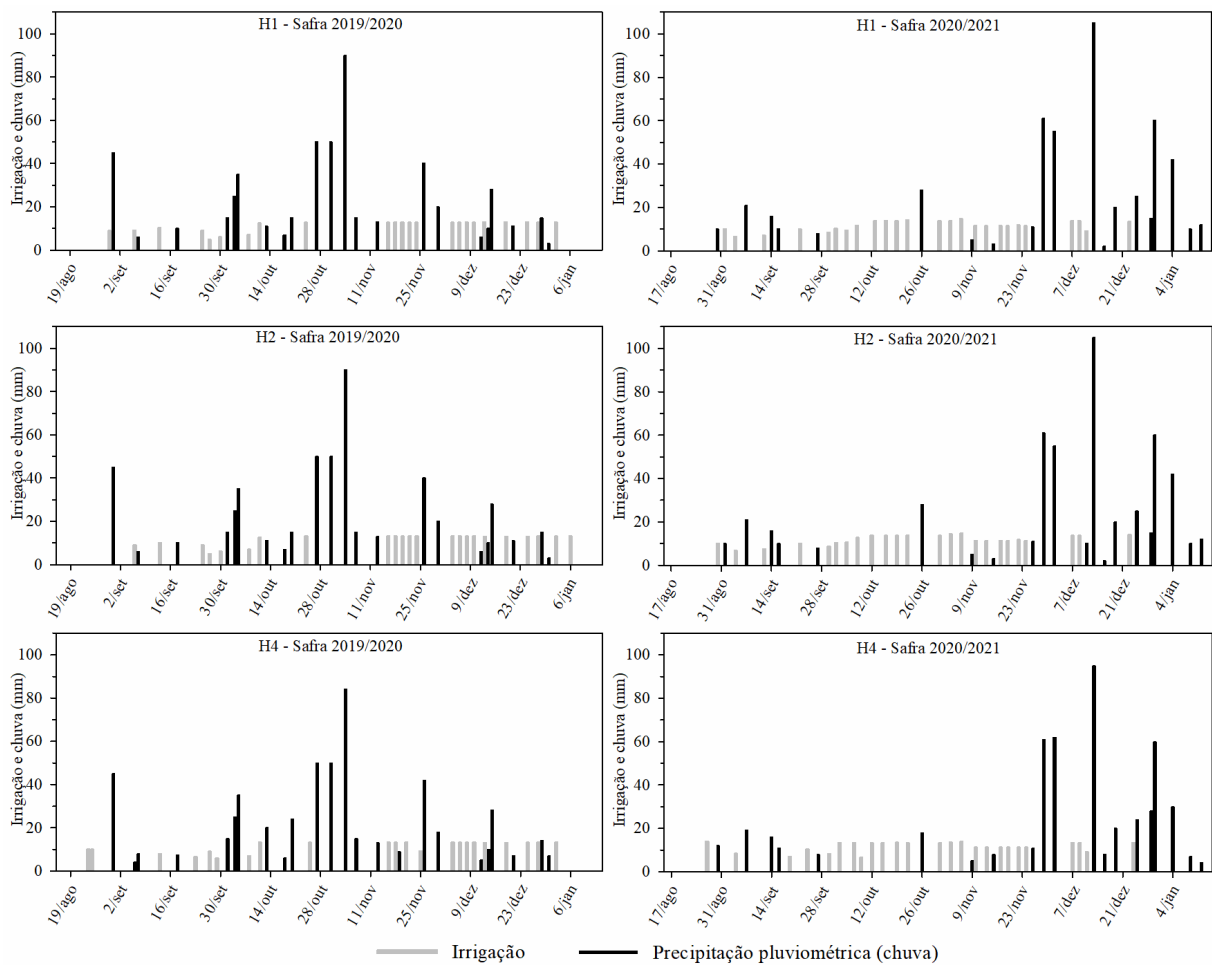 H1 - Safra 2019/2020
Irrigação e chuva (mm)
100
80
60
40
20
0
19/ago
2/set
16/set
30/set
14/out
28/out
11/nov
25/nov
9/dez
23/dez
6/jan
H1 - Safra 2020/2021
Irrigação e chuva (mm)
100
80
60
40
20
0
17/ago
31/ago
14/set
28/set
12/out
26/out
9/nov
23/nov
7/dez
21/dez
4/jan
H2 - Safra 2019/2020
Irrigação e chuva (mm)
100
80
60
40
20
0
19/ago
2/set
16/set
30/set
14/out
28/out
11/nov
25/nov
9/dez
23/dez
6/jan
H2 - Safra 2020/2021
Irrigação e chuva (mm)
100
80
60
40
20
0
17/ago
31/ago
14/set
28/set
12/out
26/out
9/nov
23/nov
7/dez
21/dez
4/jan
H4 - Safra 2019/2020
Irrigação e chuva (mm)
100
80
60
40
20
0
19/ago
2/set
16/set
30/set
14/out
28/out
11/nov
25/nov
9/dez
23/dez
6/jan
H4 - Safra 2020/2021
Irrigação e chuva (mm)
100
80
60
40
20
0
17/ago
31/ago
14/set
28/set
12/out
26/out
9/nov
23/nov
7/dez
21/dez
4/jan
Irrigação
Precipitação pluviométrica (chuva)